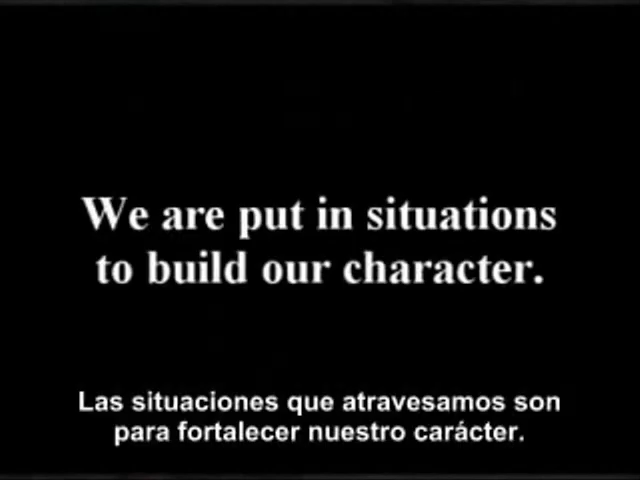 We are put in situations
to build our character.
Las situaciones que atravesamos son
para fortalecer nuestro carácter.